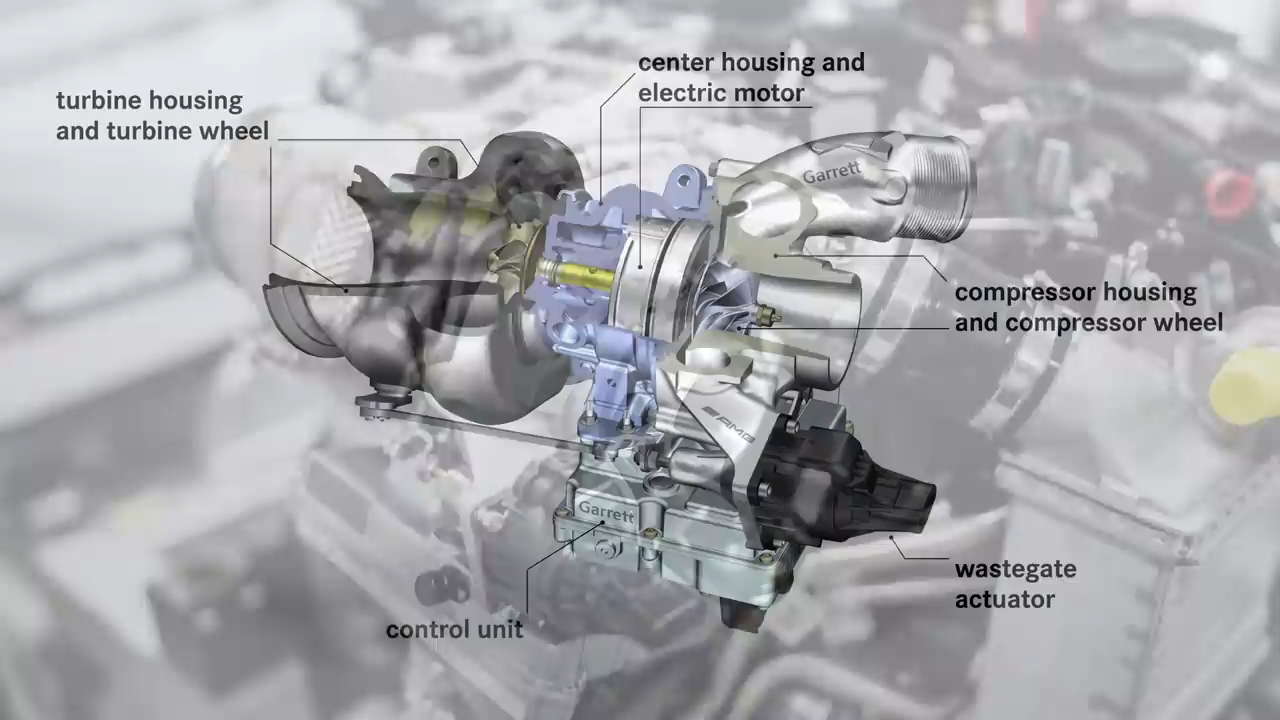 center housing and
electric motor
turbine housing
and turbine wheel
Garrett
compressor housing
and compressor wheel
AMG
Garrett
wastegate
actuator
control unit